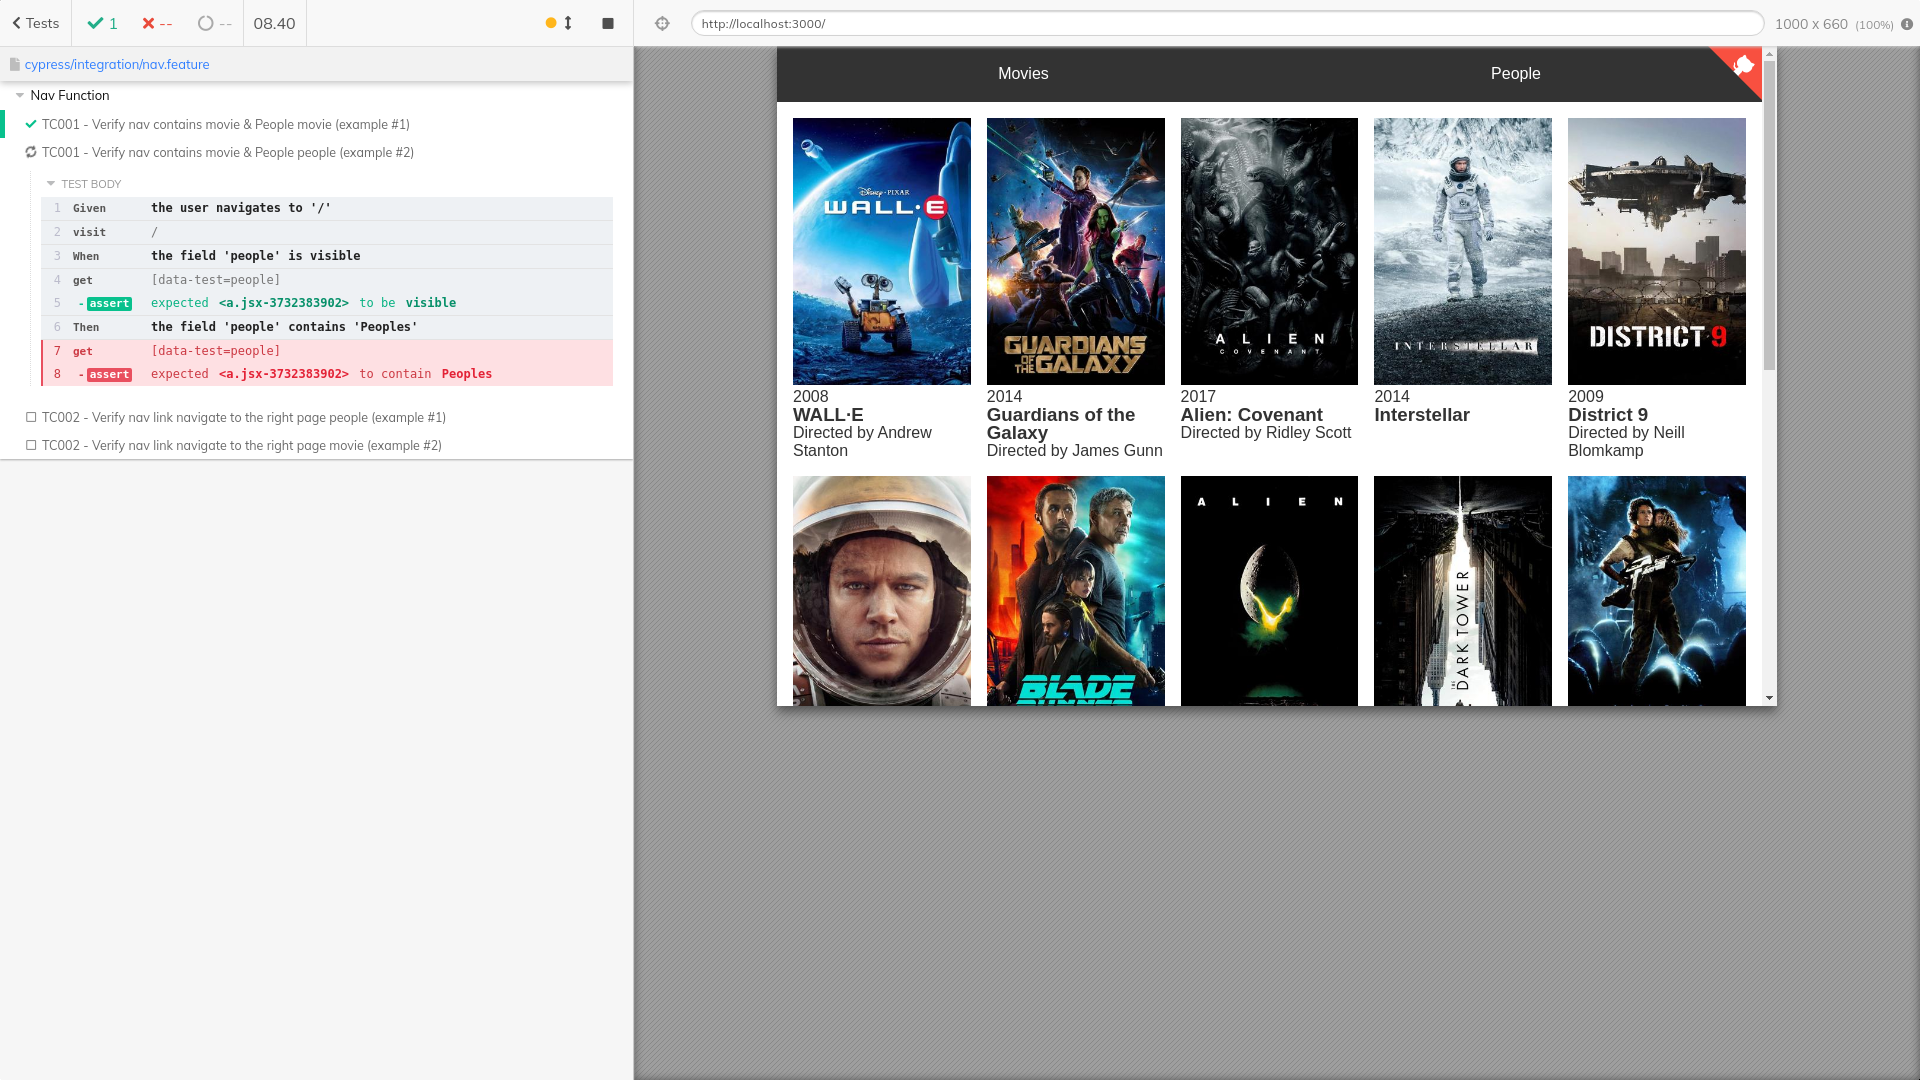 Tests
1
--
--
08.40
http://localhost:3000/
1000 x 660 (100%)
cypress/integration/nav.feature
Nav Function
TC001 - Verify nav contains movie & People movie (example #1)
TC001 - Verify nav contains movie & People people (example #2)
TEST BODY
1 Given the user navigates to '/'
2 visit /
3 When the field 'people' is visible
4 get [data-test=people]
5 - assert expected <a.jsx-3732383902> to be visible
6 Then the field 'people' contains 'Peoples'
7 get [data-test=people]
8 - assert expected <a.jsx-3732383902> to contain Peoples
TC002 - Verify nav link navigate to the right page people (example #1)
TC002 - Verify nav link navigate to the right page movie (example #2)
Movies
People
Disney PIXAR
WALL·E
GUARDIANS
OF THE GALAXY
ALIEN
COVENANT
INTERSTELLAR
DISTRICT 9
2008
WALL·E
Directed by Andrew
Stanton
2014
Guardians of the
Galaxy
Directed by James Gunn
2017
Alien: Covenant
Directed by Ridley Scott
2014
Interstellar
2009
District 9
Directed by Neill
Blomkamp
BLADE
RUNNER
ALIEN
THE DARK TOWER